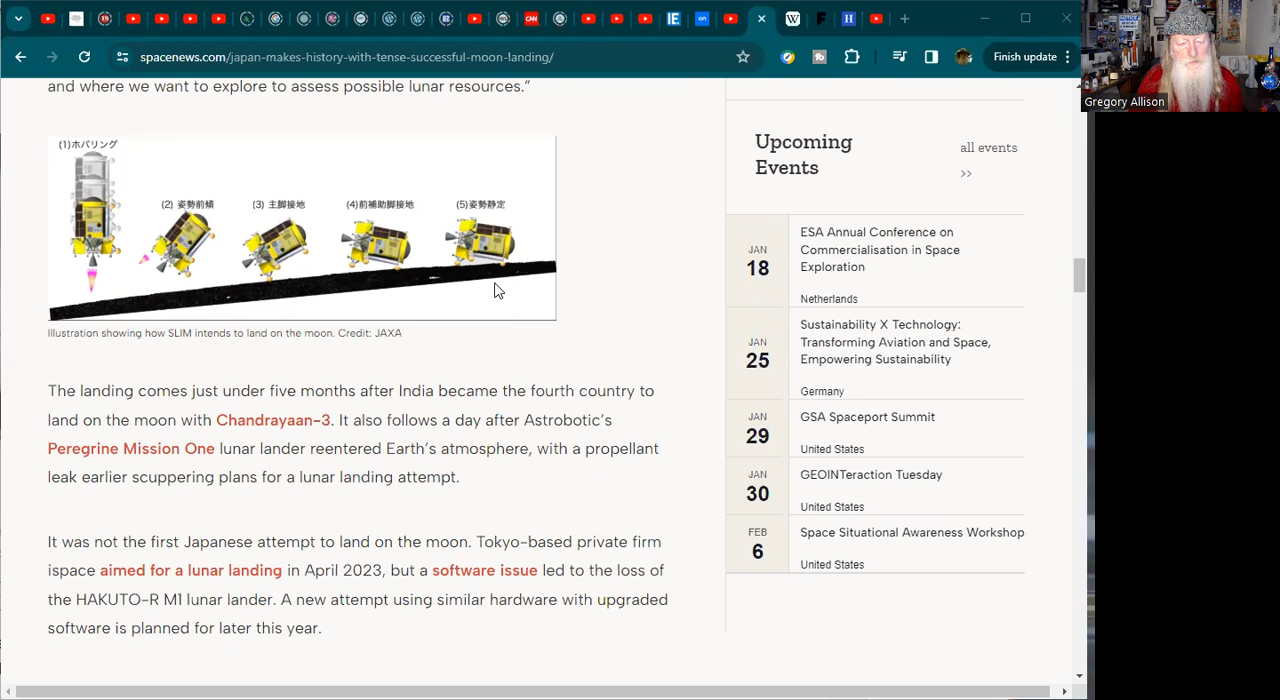 Finish update
spacenews.com/japan-makes-history-with-tense-successful-moon-landing/
Gregory Allison
and where we want to explore to assess possible lunar resources.“
(1)ホバリング
(2) 姿勢前傾
(3) 主脚接地
(4)前補助脚接地
(5)姿勢静定
Illustration showing how SLIM intends to land on the moon. Credit: JAXA
The landing comes just under five months after India became the fourth country to
land on the moon with Chandrayaan-3. It also follows a day after Astrobotic’s
Peregrine Mission One lunar lander reentered Earth’s atmosphere, with a propellant
leak earlier scuppering plans for a lunar landing attempt.
It was not the first Japanese attempt to land on the moon. Tokyo-based private firm
ispace aimed for a lunar landing in April 2023, but a software issue led to the loss of
the HAKUTO-R M1 lunar lander. A new attempt using similar hardware with upgraded
software is planned for later this year.
Upcoming
Events
all events
>>
JAN
18
ESA Annual Conference on
Commercialisation in Space
Exploration
Netherlands
JAN
25
Sustainability X Technology:
Transforming Aviation and Space,
Empowering Sustainability
Germany
JAN
29
GSA Spaceport Summit
United States
JAN
30
GEOINTeraction Tuesday
United States
FEB
6
Space Situational Awareness Workshop
United States